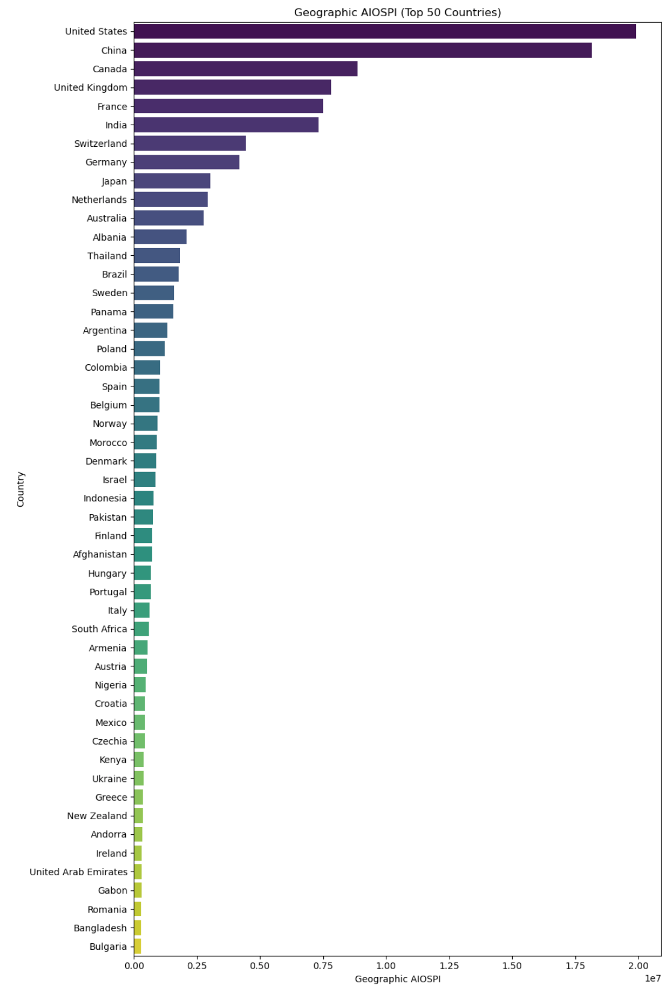 Geographic AIOSPI (Top 50 Countries)
United States
China
Canada
United Kingdom
France
India
Switzerland
Germany
Japan
Netherlands
Australia
Albania
Thailand
Brazil
Sweden
Panama
Argentina
Poland
Colombia
Spain
Belgium
Norway
Morocco
Denmark
Israel
Indonesia
Pakistan
Finland
Afghanistan
Hungary
Portugal
Italy
South Africa
Armenia
Austria
Nigeria
Croatia
Mexico
Czechia
Kenya
Ukraine
Greece
New Zealand
Andorra
Ireland
United Arab Emirates
Gabon
Romania
Bangladesh
Bulgaria
Country
0.00 0.25 0.50 0.75 1.00 1.25 1.50 1.75 2.00
1e7
Geographic AIOSPI